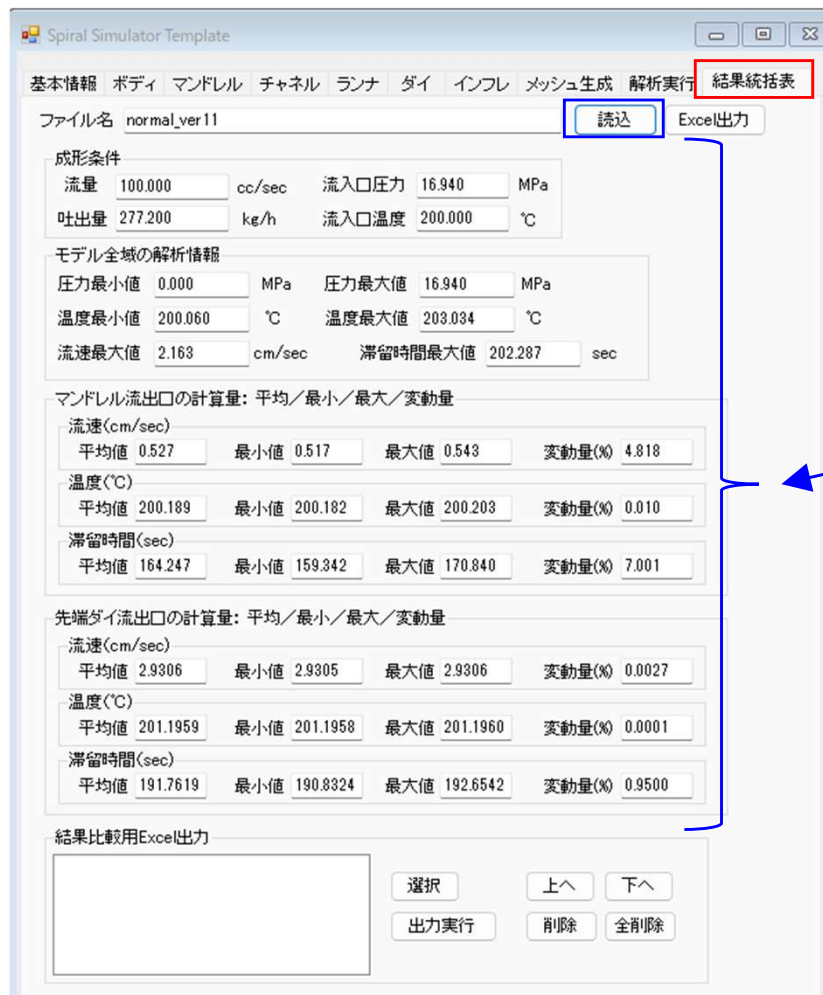 Spiral Simulator Template
基本情報 ボディ マンドレル チャネル ランナ ダイ インフレ メッシュ生成 解析実行 結果統括表
ファイル名 normal_ver11 読込 Excel出力
成形条件
流量 100.000 cc/sec 流入口圧力 16.940 MPa
吐出量 277.200 kg/h 流入口温度 200.000 ℃
モデル全域の解析情報
圧力最小値 0.000 MPa 圧力最大値 16.940 MPa
温度最小値 200.060 ℃ 温度最大値 203.034 ℃
流速最大値 2.163 cm/sec 滞留時間最大値 202.287 sec
マンドレル流出口の計算量: 平均/最小/最大/変動量
流速(cm/sec)
平均値 0.527 最小値 0.517 最大値 0.543 変動量(%) 4.818
温度(℃)
平均値 200.189 最小値 200.182 最大値 200.203 変動量(%) 0.010
滞留時間(sec)
平均値 164.247 最小値 159.342 最大値 170.840 変動量(%) 7.001
先端ダイ流出口の計算量: 平均/最小/最大/変動量
流速(cm/sec)
平均値 2.9306 最小値 2.9305 最大値 2.9306 変動量(%) 0.0027
温度(℃)
平均値 201.1959 最小値 201.1958 最大値 201.1960 変動量(%) 0.0001
滞留時間(sec)
平均値 191.7619 最小値 190.8324 最大値 192.6542 変動量(%) 0.9500
結果比較用Excel出力
選択 上へ 下へ
出力実行 削除 全削除